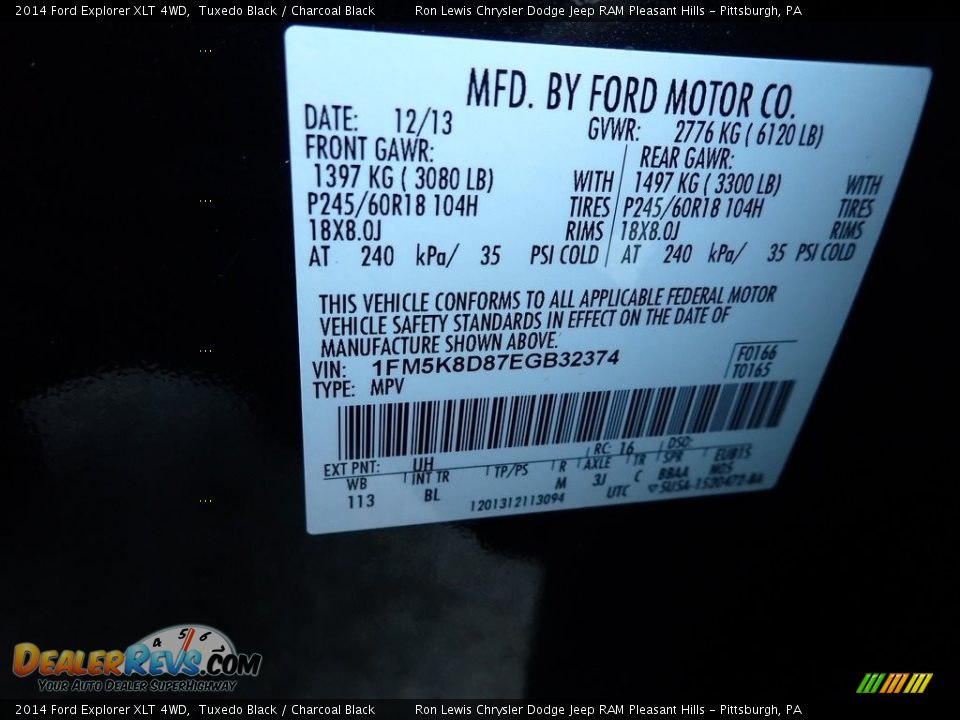 2014 Ford Explorer XLT 4WD, Tuxedo Black / Charcoal Black Ron Lewis Chrysler Dodge Jeep RAM Pleasant Hills - Pittsburgh, PA
MFD. BY FORD MOTOR CO.
DATE: 12/13 GVWR: 2776 KG ( 6120 LB)
FRONT GAWR: REAR GAWR:
1397 KG ( 3080 LB) WITH 1497 KG ( 3300 LB) WITH
P245/60R18 104H TIRES P245/60R18 104H TIRES
18X8.0J RIMS 18X8.0J RIMS
AT 240 kPa/ 35 PSI COLD AT 240 kPa/ 35 PSI COLD
THIS VEHICLE CONFORMS TO ALL APPLICABLE FEDERAL MOTOR
VEHICLE SAFETY STANDARDS IN EFFECT ON THE DATE OF
MANUFACTURE SHOWN ABOVE.
VIN: 1FM5K8D87EGB32374 F0166
TYPE: MPV T0165
EXT PNT: UH RC: 16 DSO:
WB INT TR TP/PS R AXLE TR SPR EUB15
113 BL M 3J C BBAA N05
1201312113094 UTC
DEALERREVS.COM
YOUR AUTO DEALER SUPERHIGHWAY
4 5 6
2014 Ford Explorer XLT 4WD, Tuxedo Black / Charcoal Black Ron Lewis Chrysler Dodge Jeep RAM Pleasant Hills - Pittsburgh, PA